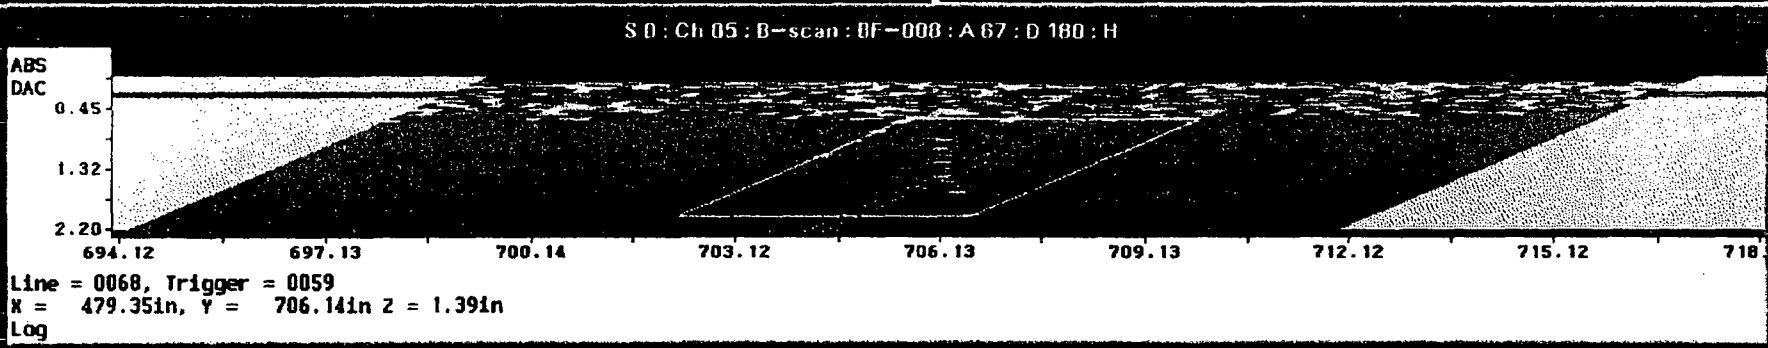 S 0 : Ch 05 : B-scan : BF-008 : A 67 : D 180 : H
ABS
DAC
0.45
1.32
2.20
694.12 697.13 700.14 703.12 706.13 709.13 712.12 715.12 718.
Line = 0068, Trigger = 0059
X = 479.35in, Y = 706.14in Z = 1.39in
Log